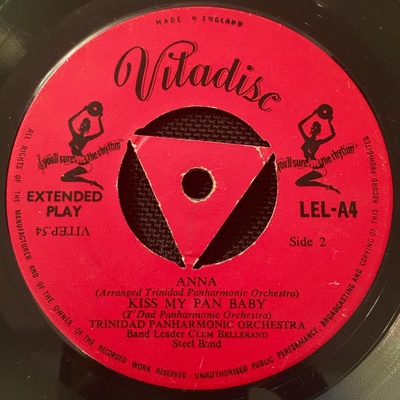 MADE IN ENGLAND
Vitadisc
you'll sure the rhythm
you'll sure the rhythm
EXTENDED
PLAY
LEL-A4
VITEP.54
Side 2
ANNA
(Arranged Trinidad Panharmonic Orchestra)
KISS MY PAN BABY
(T'Dad Panharmonic Orchestra)
TRINIDAD PANHARMONIC ORCHESTRA
Band Leader CLEM BELLERAND
Steel Band
ALL RIGHTS OF THE MANUFACTURER AND OF THE OWNER OF THE RECORDED WORK RESERVED - UNAUTHORISED PUBLIC PERFORMANCE, BROADCASTING AND COPYING OF THIS RECORD PROHIBITED